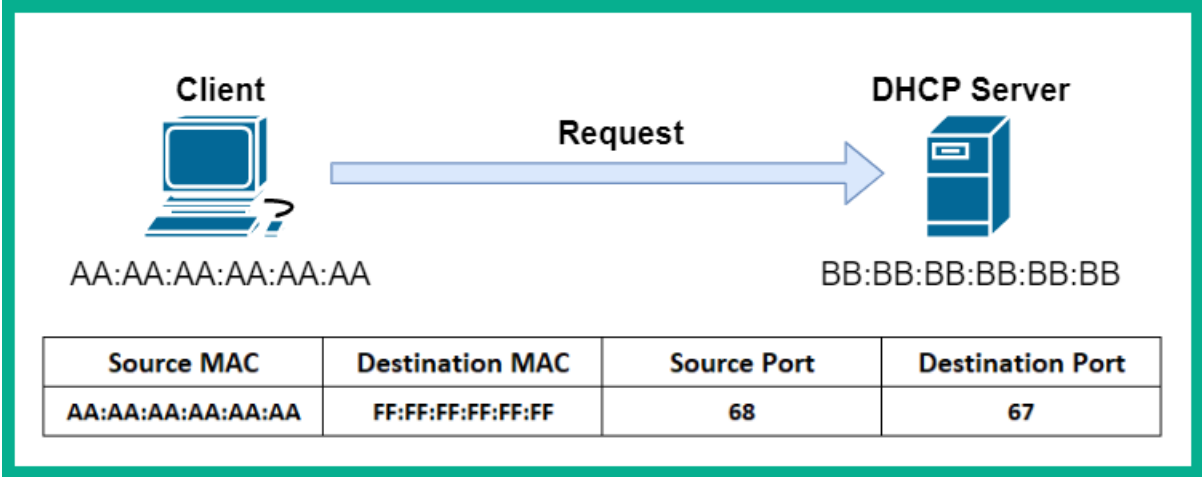 Client
DHCP Server
Request
AA:AA:AA:AA:AA:AA
BB:BB:BB:BB:BB:BB
Source MAC Destination MAC Source Port Destination Port
AA:AA:AA:AA:AA:AA FF:FF:FF:FF:FF:FF 68 67